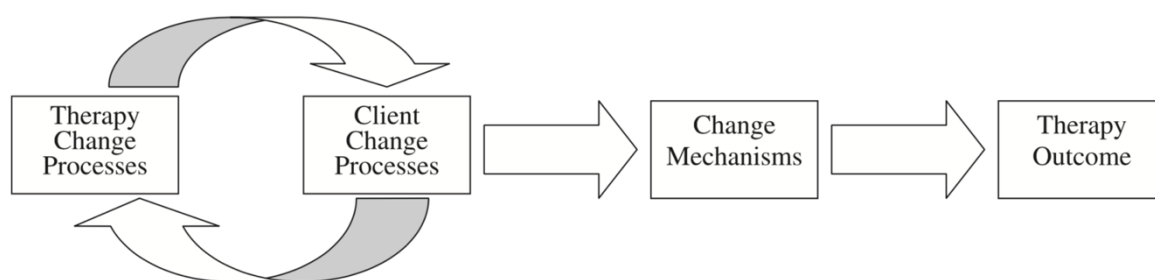 Therapy
Change
Processes
Client
Change
Processes
Change
Mechanisms
Therapy
Outcome